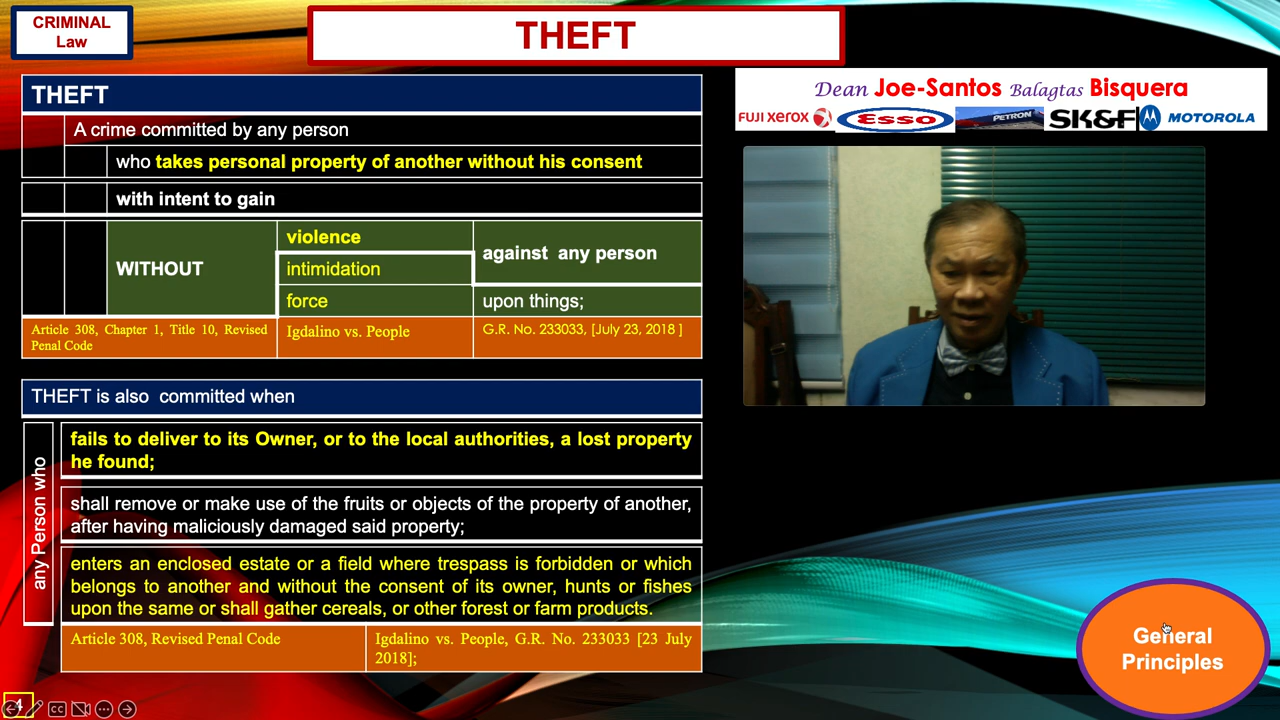 CRIMINAL
Law
THEFT
THEFT
A crime committed by any person
who takes personal property of another without his consent
with intent to gain
WITHOUT
violence
intimidation
force
against any person
upon things;
Article 308, Chapter 1, Title 10, Revised
Penal Code
Igdalino vs. People
G.R. No. 233033, [July 23, 2018 ]
THEFT is also committed when
any Person who
fails to deliver to its Owner, or to the local authorities, a lost property
he found;
shall remove or make use of the fruits or objects of the property of another,
after having maliciously damaged said property;
enters an enclosed estate or a field where trespass is forbidden or which
belongs to another and without the consent of its owner, hunts or fishes
upon the same or shall gather cereals, or other forest or farm products.
Article 308, Revised Penal Code
Igdalino vs. People, G.R. No. 233033 [23 July
2018];
Dean Joe-Santos Balagtas Bisquera
FUJI XEROX
Esso
PETRON
SK&F
MOTOROLA
General
Principles
4
CC